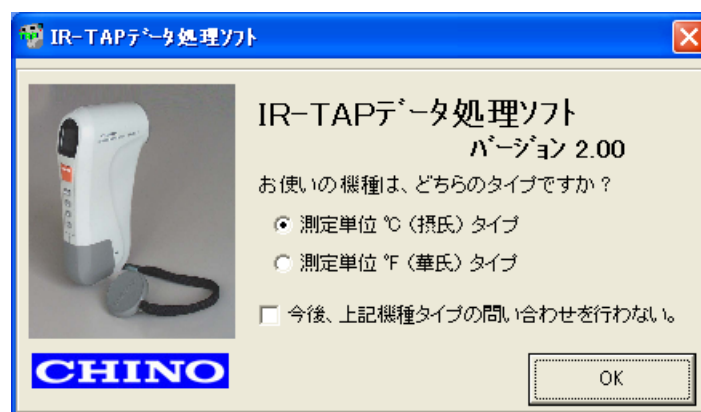 IR-TAPﾃﾞｰﾀ処理ｿﾌﾄ
IR-TAPﾃﾞｰﾀ処理ｿﾌﾄ
ﾊﾞｰｼﾞｮﾝ 2.00
お使いの機種は、どちらのタイプですか？
測定単位 ℃（摂氏）タイプ
測定単位 ℉（華氏）タイプ
今後、上記機種タイプの問い合わせを行わない。
CHINO
OK